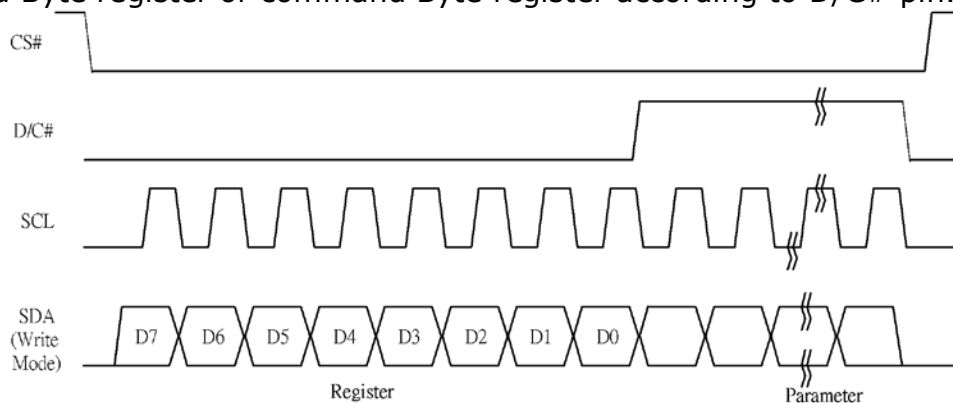 Byte register or command Byte register according to D/C# pin.
CS#
D/C#
SCL
SDA
(Write
Mode)
D7 D6 D5 D4 D3 D2 D1 D0
Register Parameter